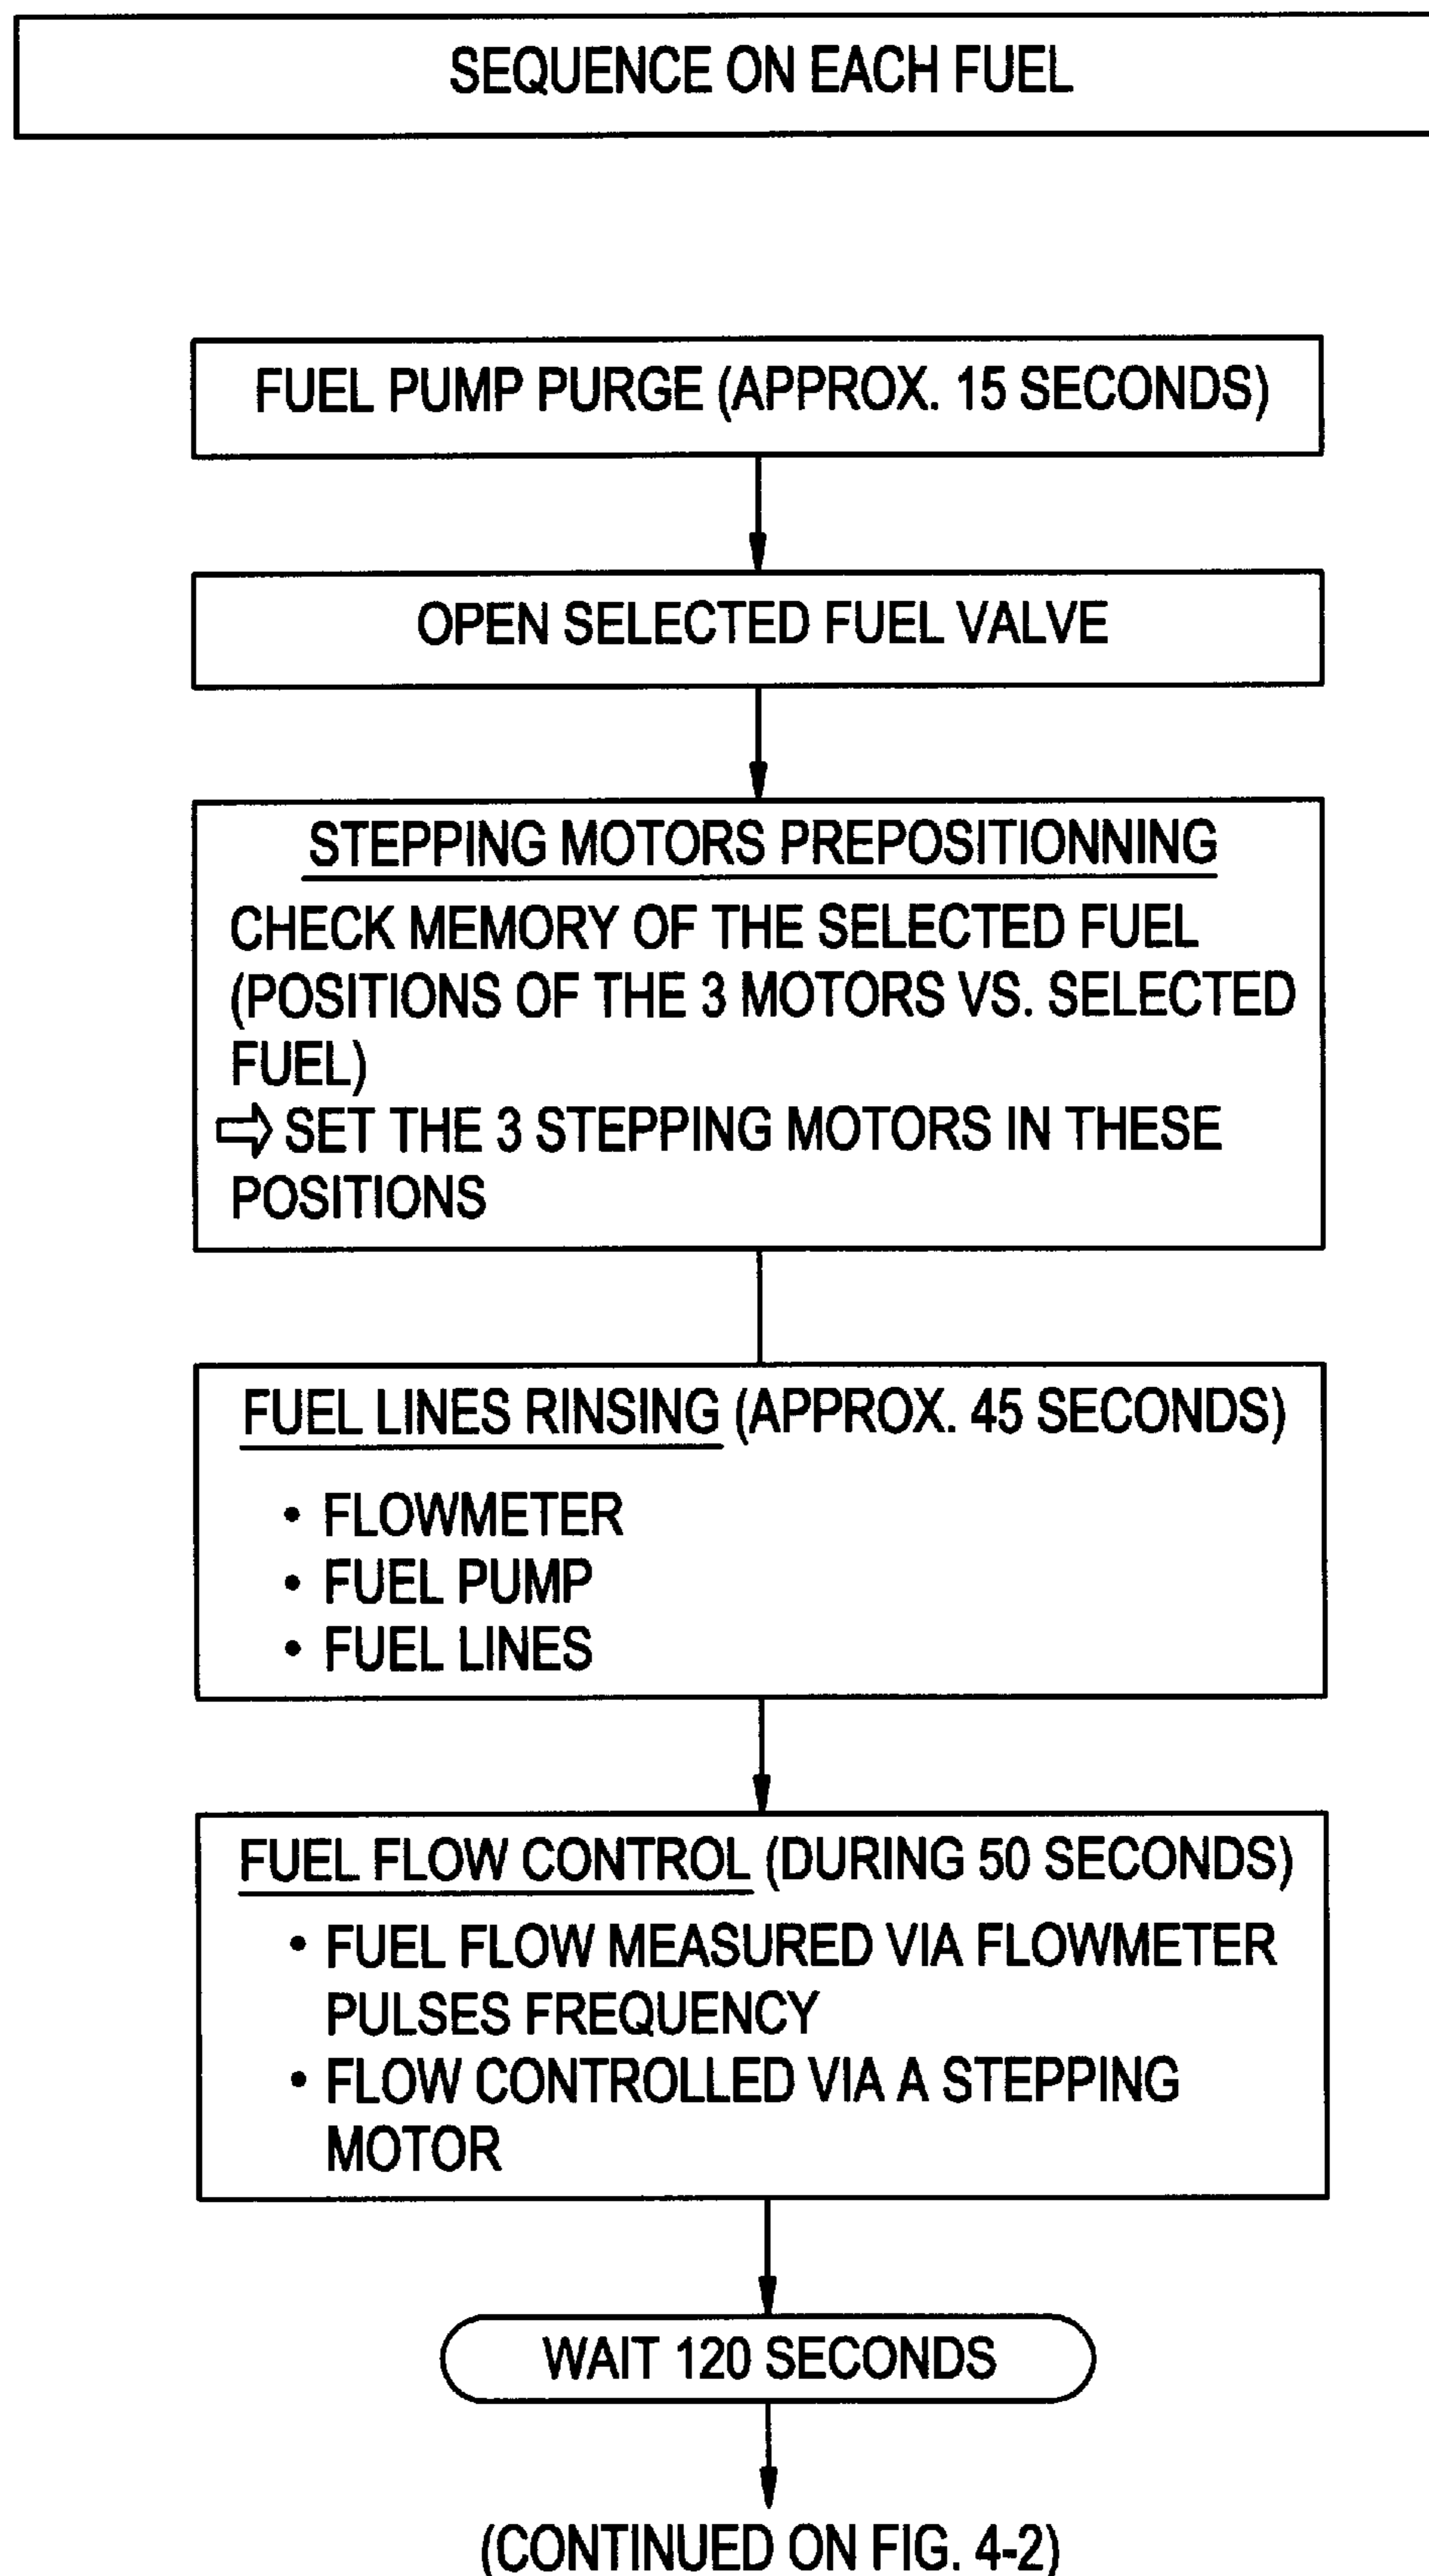 SEQUENCE ON EACH FUEL
FUEL PUMP PURGE (APPROX. 15 SECONDS)
OPEN SELECTED FUEL VALVE
STEPPING MOTORS PREPOSITIONNING
CHECK MEMORY OF THE SELECTED FUEL
(POSITIONS OF THE 3 MOTORS VS. SELECTED
FUEL)
⇨ SET THE 3 STEPPING MOTORS IN THESE
POSITIONS
FUEL LINES RINSING (APPROX. 45 SECONDS)
• FLOWMETER
• FUEL PUMP
• FUEL LINES
FUEL FLOW CONTROL (DURING 50 SECONDS)
• FUEL FLOW MEASURED VIA FLOWMETER
PULSES FREQUENCY
• FLOW CONTROLLED VIA A STEPPING
MOTOR
WAIT 120 SECONDS
(CONTINUED ON FIG. 4-2)